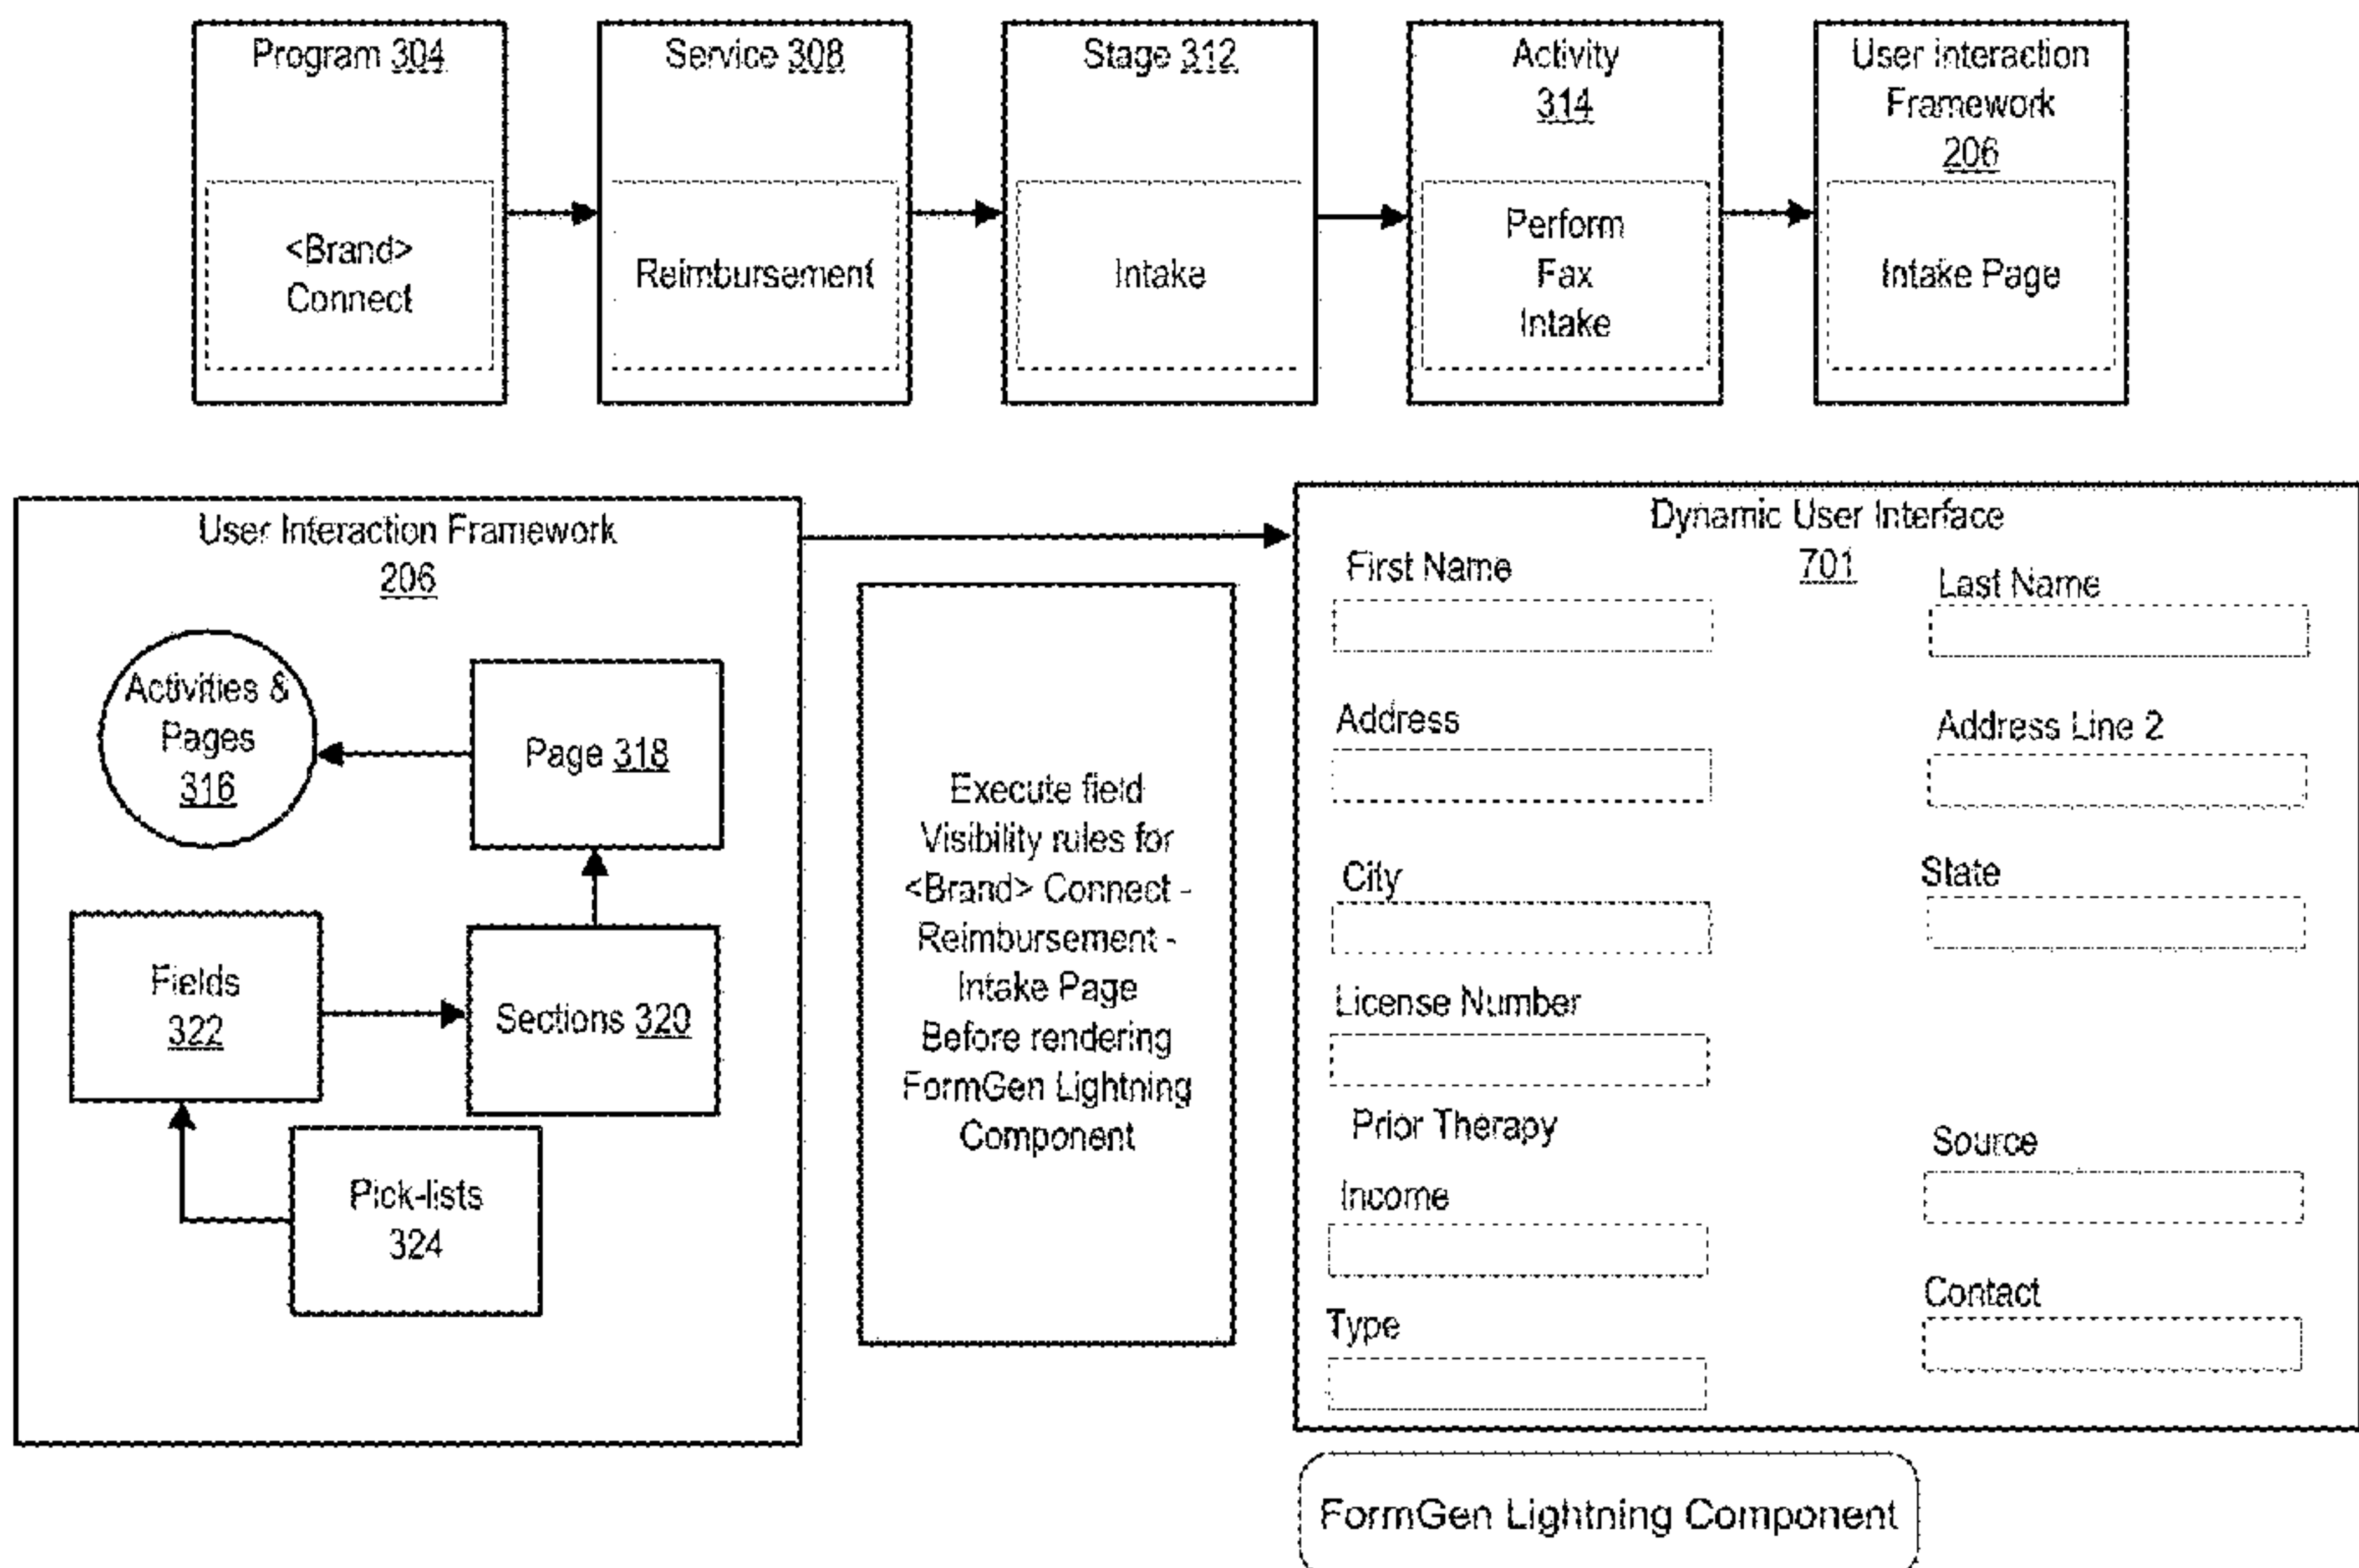 Program 304
<Brand>
Connect
Service 308
Reimbursement
Stage 312
Intake
Activity
314
Perform
Fax
Intake
User interaction
Framework
206
Intake Page
User Interaction Framework
206
Activities &
Pages
316
Page 318
Fields
322
Sections 320
Pick-lists
324
Execute field
Visibility rules for
<Brand> Connect -
Reimbursement -
Intake Page
Before rendering
FormGen Lightning
Component
Dynamic User Interface
701
First Name
Last Name
Address
Address Line 2
City
State
License Number
Prior Therapy
Source
Income
Contact
Type
FormGen Lightning Component